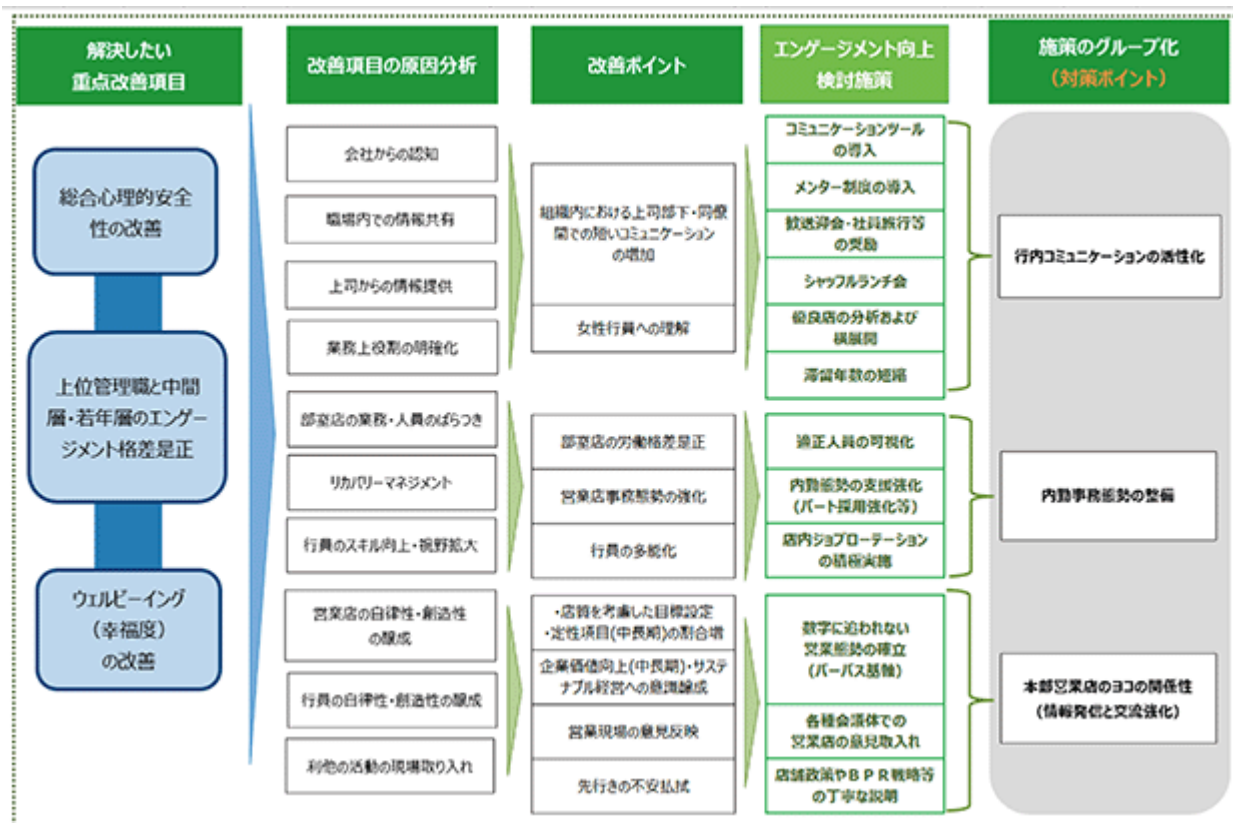 解決したい
重点改善項目
改善項目の原因分析
改善ポイント
エンゲージメント向上
検討施策
施策のグループ化
(対策ポイント)
総合心理的安全
性の改善
上位管理職と中間
層・若年層のエンゲー
ジメント格差是正
ウェルビーイング
(幸福度)
の改善
会社からの認知
職場内での情報共有
上司からの情報提供
業務上役割の明確化
部室店の業務・人員のばらつき
リカバリーマネジメント
行員のスキル向上・視野拡大
営業店の自律性・創造性
の醸成
行員の自律性・創造性の醸成
利他の活動の現場取り入れ
組織内における上司部下・同僚
間での短いコミュニケーション
の増加
女性行員への理解
部室店の労働格差是正
営業店事務態勢の強化
行員の多能化
・店質を考慮した目標設定
・定性項目(中長期)の割合増
企業価値向上(中長期)・サステ
ナブル経営への意識醸成
営業現場の意見反映
先行きの不安払拭
コミュニケーションツール
の導入
メンター制度の導入
歓送迎会・社員旅行等
の奨励
シャッフルランチ会
優良店の分析および
横展開
滞留年数の短縮
適正人員の可視化
内勤態勢の支援強化
(パート採用強化等)
店内ジョブローテーション
の積極実施
数字に追われない
営業態勢の確立
(パーパス基軸)
各種会議体での
営業店の意見取入れ
店舗政策やBPR戦略等
の丁寧な説明
行内コミュニケーションの活性化
内勤事務態勢の整備
本部営業店のヨコの関係性
(情報発信と交流強化)